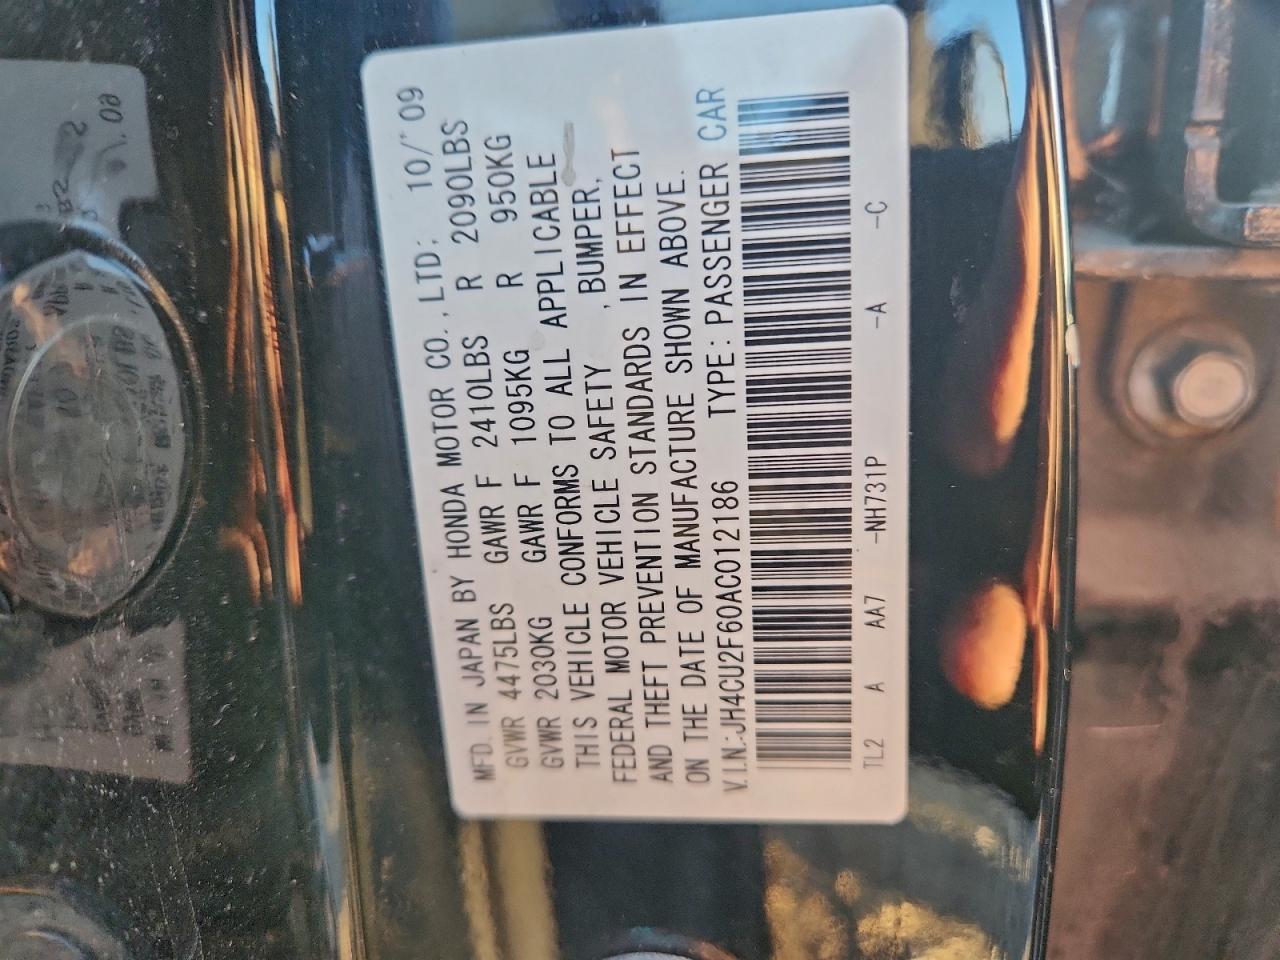 MFD. IN JAPAN BY HONDA MOTOR CO., LTD; 10/'09
GVWR 4475LBS GAWR F 2410LBS R 2090LBS
GVWR 2030KG GAWR F 1095KG R 950KG
THIS VEHICLE CONFORMS TO ALL APPLICABLE
FEDERAL MOTOR VEHICLE SAFETY , BUMPER,
AND THEFT PREVENTION STANDARDS IN EFFECT
ON THE DATE OF MANUFACTURE SHOWN ABOVE.
V.I.N.:JH4CU2F60AC012186 TYPE: PASSENGER CAR
TL2 A AA7 -NH731P -A -C